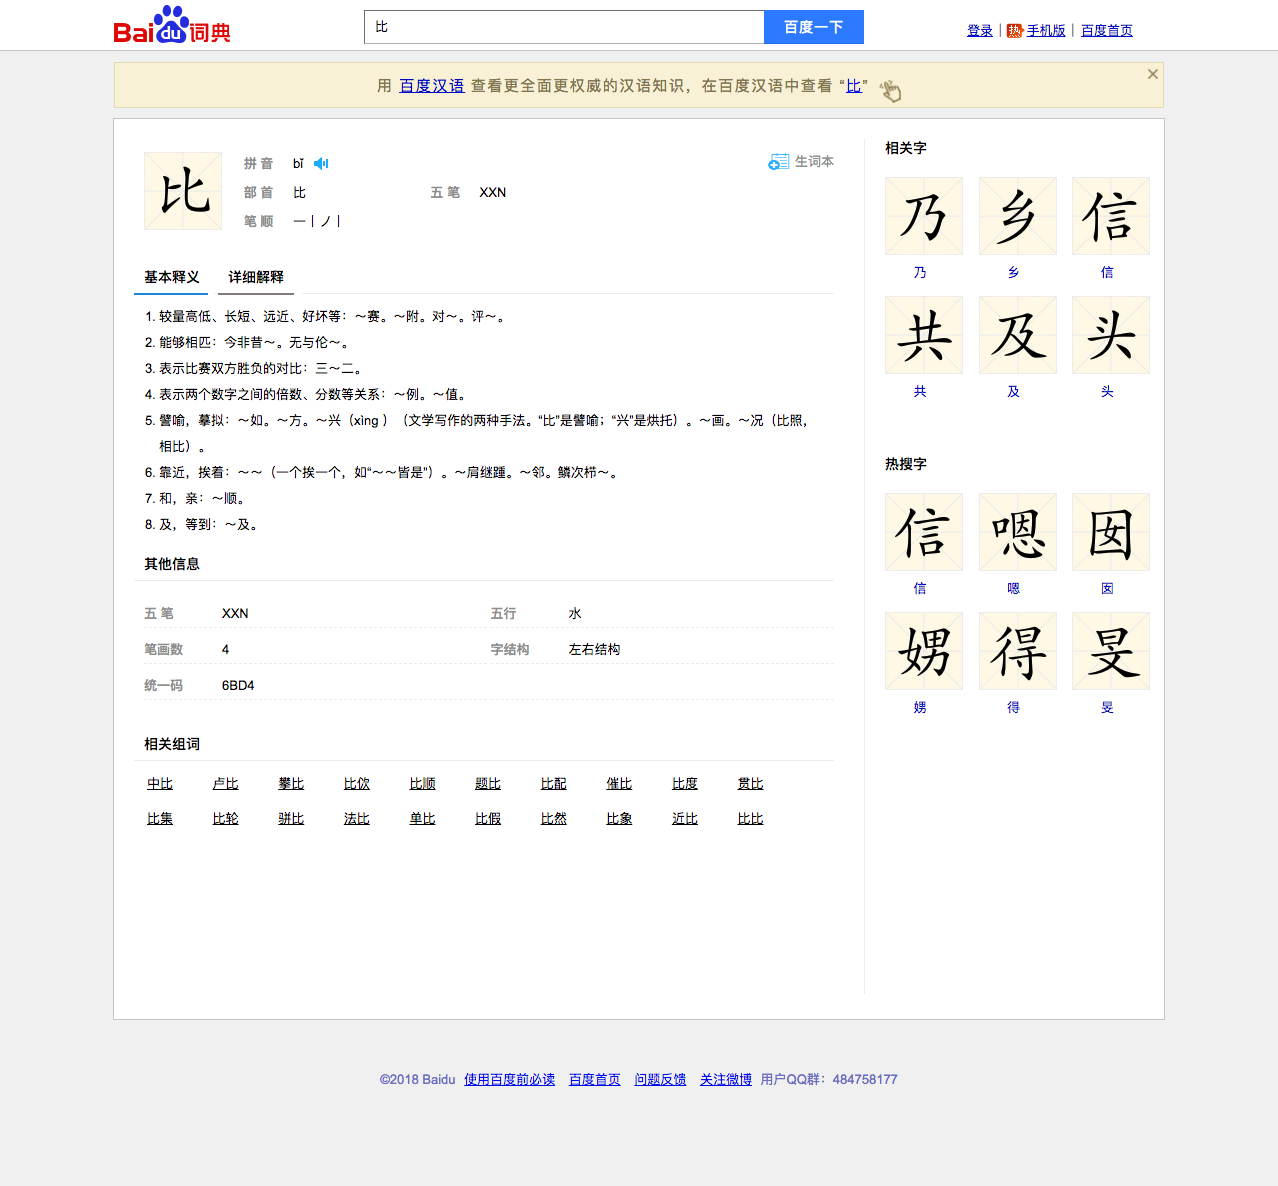 Baidu词典
比
百度一下
登录 | 热 手机版 | 百度首页
用 百度汉语 查看更全面更权威的汉语知识，在百度汉语中查看 “比”
比
拼 音 bǐ
生词本
部 首 比 五 笔 XXN
笔 顺 一丨ノ丨
基本释义 详细解释
1. 较量高低、长短、远近、好坏等：～赛。～附。对～。评～。
2. 能够相匹：今非昔～。无与伦～。
3. 表示比赛双方胜负的对比：三～二。
4. 表示两个数字之间的倍数、分数等关系：～例。～值。
5. 譬喻，摹拟：～如。～方。～兴（xìng ）（文学写作的两种手法。“比”是譬喻；“兴”是烘托）。～画。～况（比照，
相比）。
6. 靠近，挨着：～～（一个挨一个，如“～～皆是”）。～肩继踵。～邻。鳞次栉～。
7. 和，亲：～顺。
8. 及，等到：～及。
其他信息
五 笔 XXN 五行 水
笔画数 4 字结构 左右结构
统一码 6BD4
相关组词
中比 卢比 攀比 比佽 比顺 题比 比配 催比 比度 贯比
比集 比轮 骈比 法比 单比 比假 比然 比象 近比 比比
相关字
乃 乡 信
乃 乡 信
共 及 头
共 及 头
热搜字
信 嗯 囡
信 嗯 囡
娚 得 旻
娚 得 旻
©2018 Baidu 使用百度前必读 百度首页 问题反馈 关注微博 用户QQ群：484758177